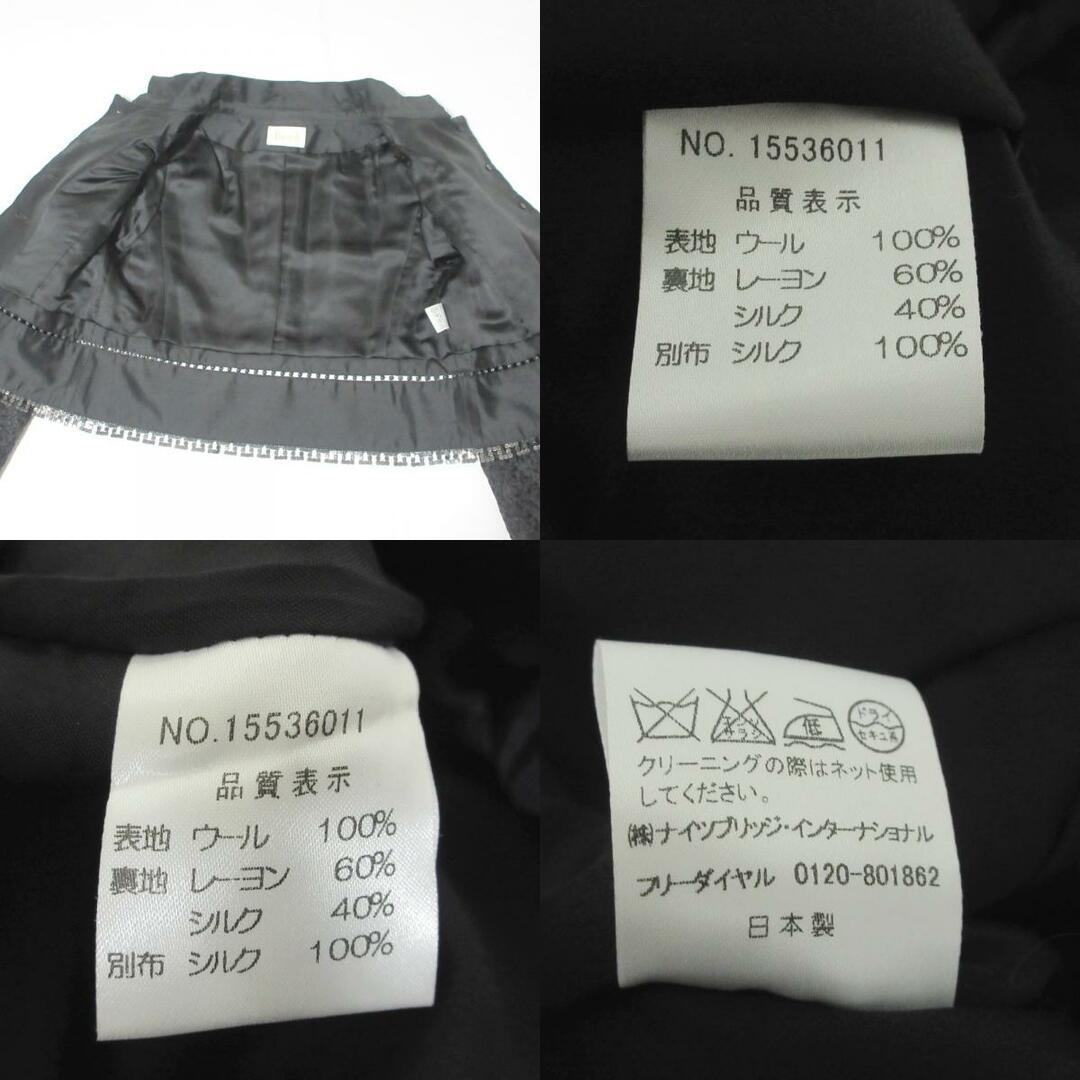 NO. 15536011
品質表示
表地 ウール 100%
裏地 レーヨン 60%
シルク 40%
別布 シルク 100%
NO.15536011
品質表示
表地 ウール 100%
裏地 レーヨン 60%
シルク 40%
別布 シルク 100%
低 ドライ
セキユ系
クリーニングの際はネット使用
してください。
㈱ナイツブリッジ・インターナショナル
フリーダイヤル 0120-801862
日本製